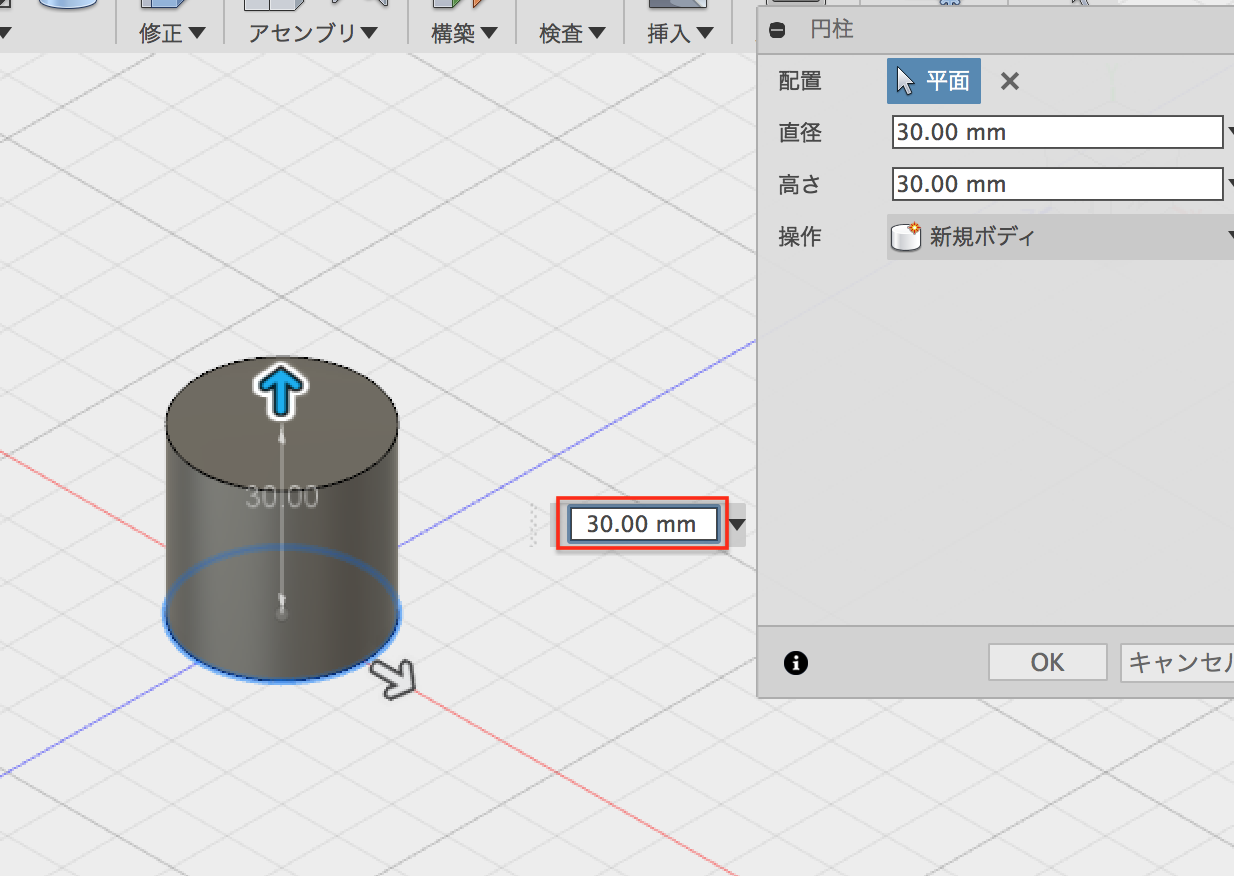 修正 アセンブリ 構築 検査 挿入
円柱
配置 平面
直径 30.00 mm
高さ 30.00 mm
操作 新規ボディ
30.00
30.00 mm
OK キャンセル